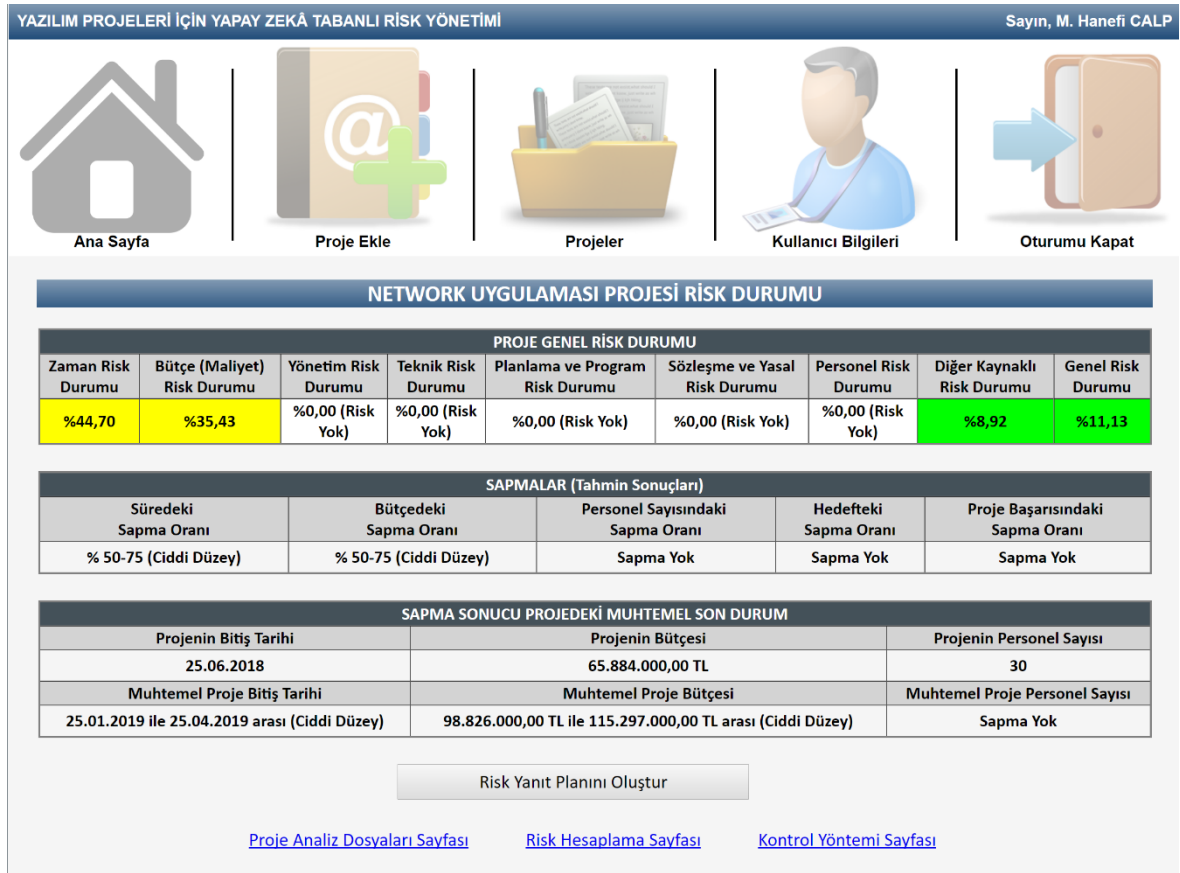 YAZILIM PROJELERİ İÇİN YAPAY ZEKÂ TABANLI RİSK YÖNETİMİ
Sayın, M. Hanefi CALP
@
Ana Sayfa
Proje Ekle
Projeler
Kullanıcı Bilgileri
Oturumu Kapat
NETWORK UYGULAMASI PROJESİ RİSK DURUMU
PROJE GENEL RİSK DURUMU
Zaman Risk Durumu
Bütçe (Maliyet) Risk Durumu
Yönetim Risk Durumu
Teknik Risk Durumu
Planlama ve Program Risk Durumu
Sözleşme ve Yasal Risk Durumu
Personel Risk Durumu
Diğer Kaynaklı Risk Durumu
Genel Risk Durumu
%44,70
%35,43
%0,00 (Risk Yok)
%0,00 (Risk Yok)
%0,00 (Risk Yok)
%0,00 (Risk Yok)
%0,00 (Risk Yok)
%8,92
%11,13
SAPMALAR (Tahmin Sonuçları)
Süredeki Sapma Oranı
Bütçedeki Sapma Oranı
Personel Sayısındaki Sapma Oranı
Hedefteki Sapma Oranı
Proje Başarısındaki Sapma Oranı
% 50-75 (Ciddi Düzey)
% 50-75 (Ciddi Düzey)
Sapma Yok
Sapma Yok
Sapma Yok
SAPMA SONUCU PROJEDEKİ MUHTEMEL SON DURUM
Projenin Bitiş Tarihi
Projenin Bütçesi
Projenin Personel Sayısı
25.06.2018
65.884.000,00 TL
30
Muhtemel Proje Bitiş Tarihi
Muhtemel Proje Bütçesi
Muhtemel Proje Personel Sayısı
25.01.2019 ile 25.04.2019 arası (Ciddi Düzey)
98.826.000,00 TL ile 115.297.000,00 TL arası (Ciddi Düzey)
Sapma Yok
Risk Yanıt Planını Oluştur
Proje Analiz Dosyaları Sayfası
Risk Hesaplama Sayfası
Kontrol Yöntemi Sayfası